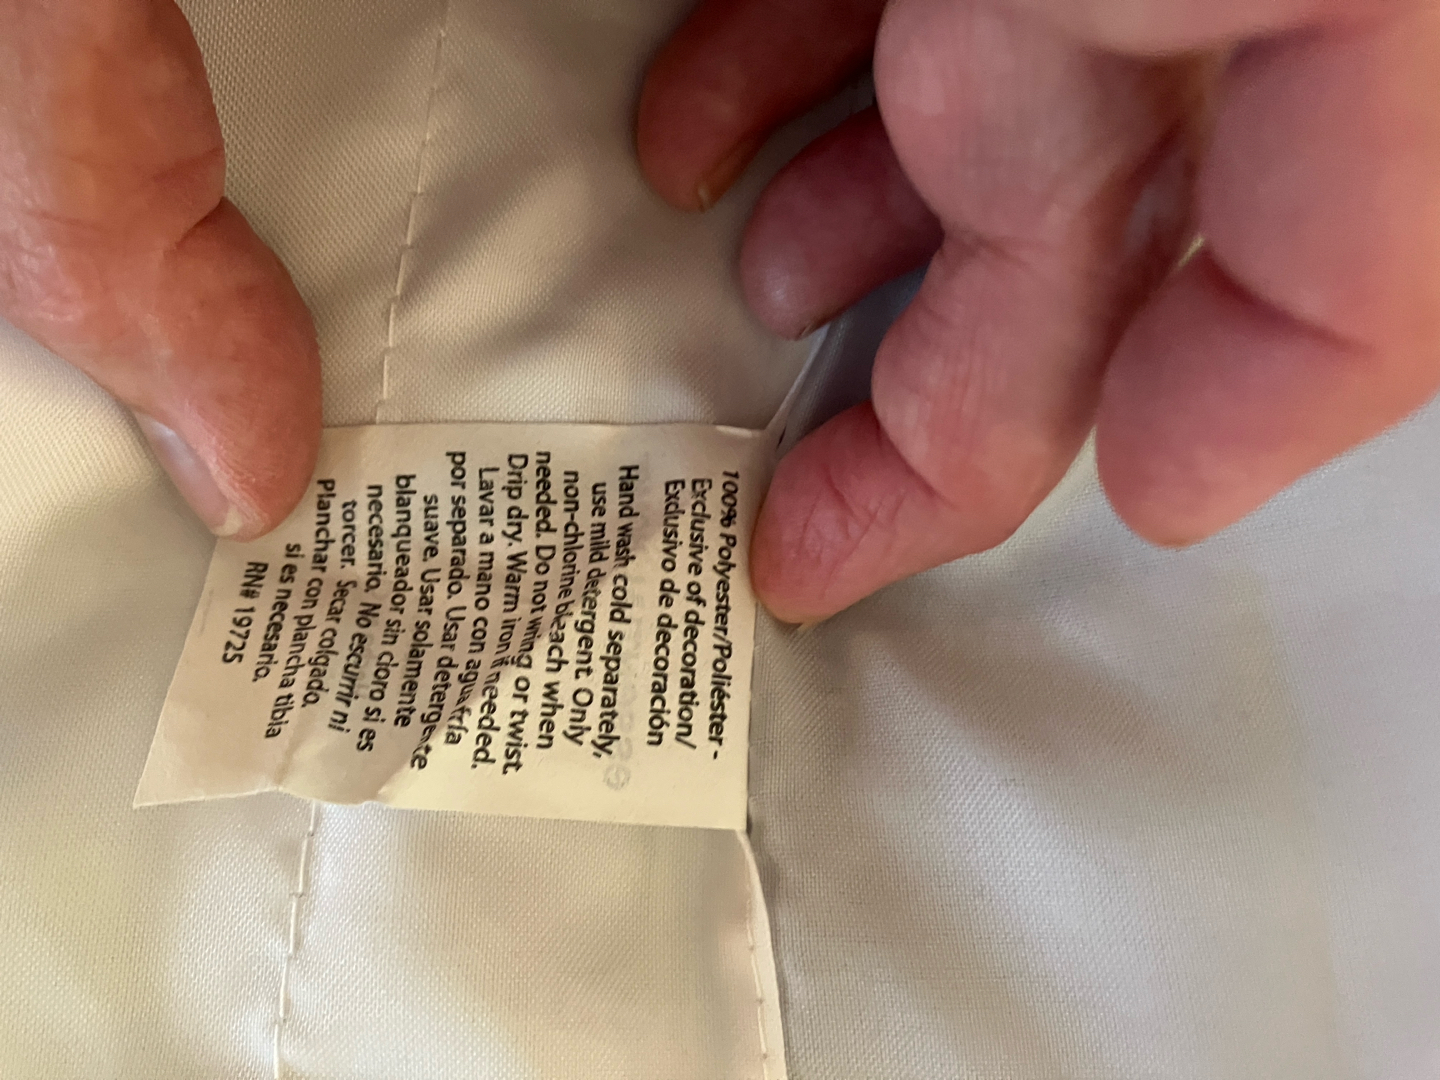 100% Polyester/Poliéster -
Exclusive of decoration/
Exclusivo de decoración
Hand wash cold separately,
use mild detergent. Only
non-chlorine bleach when
needed. Do not wring or twist.
Drip dry. Warm iron if needed.
Lavar a mano con agua fría
por separado. Usar detergente
suave. Usar solamente
blanqueador sin cloro si es
necesario. No escurrir ni
torcer. Secar colgado.
Planchar con plancha tibia
si es necesario.
RN# 19725